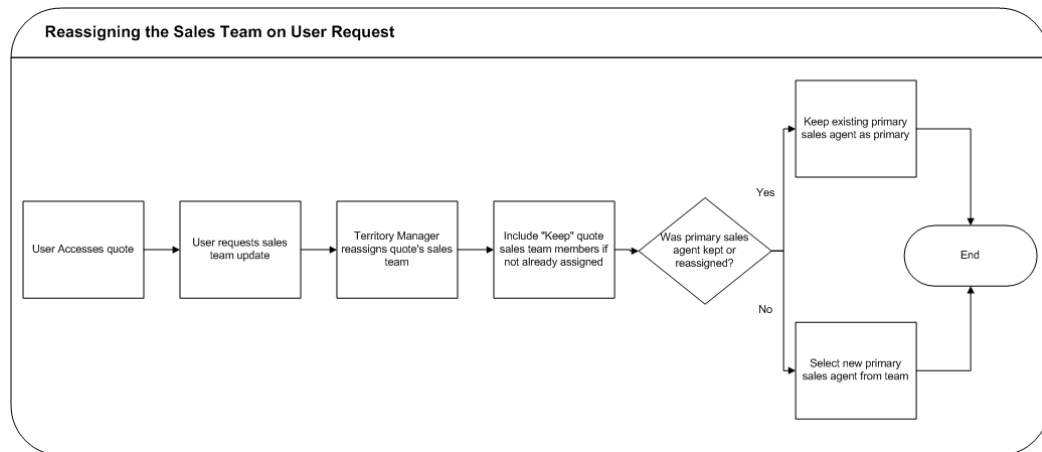 Reassigning the Sales Team on User Request
User Accesses quote
User requests sales
team update
Territory Manager
reassigns quote's sales
team
Include "Keep" quote
sales team members if
not already assigned
Was primary sales
agent kept or
reassigned?
Yes
Keep existing primary
sales agent as primary
No
Select new primary
sales agent from team
End